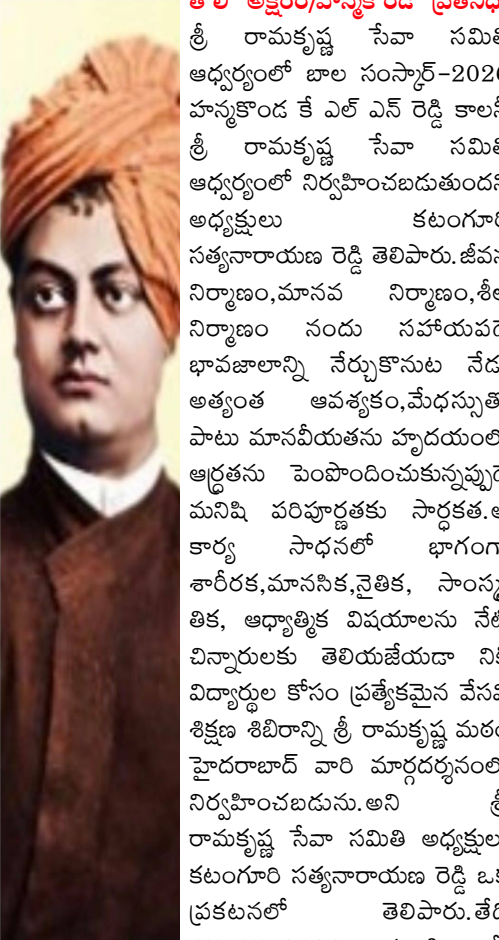 శ్రీ రామకృష్ణ సేవా సమితి
ఆధ్వర్యంలో బాల సంస్కార్-2026
హన్మకొండ కే ఎల్ ఎన్ రెడ్డి కాలనీ
శ్రీ రామకృష్ణ సేవా సమితి
ఆధ్వర్యంలో నిర్వహించబడుతుందని
అధ్యక్షులు కటంగూరి
సత్యనారాయణ రెడ్డి తెలిపారు.జీవన
నిర్మాణం,మానవ నిర్మాణం,శీల
నిర్మాణం నందు సహాయపడే
భావజాలాన్ని నేర్చుకొనుట నేడు
అత్యంత ఆవశ్యకం,మేధస్సుతో
పాటు మానవీయతను హృదయంలో
ఆర్ద్రతను పెంపొందించుకున్నప్పుడే
మనిషి పరిపూర్ణతకు సార్ధకత.ఆ
కార్య సాధనలో భాగంగా
శారీరక,మానసిక,నైతిక, సాంస్కృ
తిక, ఆధ్యాత్మిక విషయాలను నేటి
చిన్నారులకు తెలియజేయడా నికి
విద్యార్థుల కోసం ప్రత్యేకమైన వేసవి
శిక్షణ శిబిరాన్ని శ్రీ రామకృష్ణ మఠం
హైదరాబాద్ వారి మార్గదర్శనంలో
నిర్వహించబడును.అని శ్రీ
రామకృష్ణ సేవా సమితి అధ్యక్షులు
కటంగూరి సత్యనారాయణ రెడ్డి ఒక
ప్రకటనలో తెలిపారు.తేది